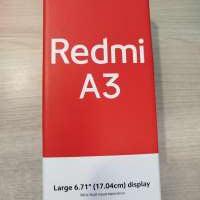 Redmi
A3
Large 6.71" (17.04cm) display